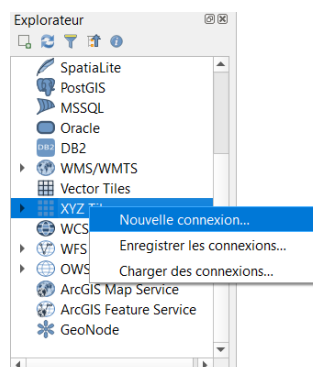 Explorateur
SpatiaLite
PostGIS
MSSQL
Oracle
DB2
DB2
WMS/WMTS
Vector Tiles
XYZ
Nouvelle connexion...
WCS
Enregistrer les connexions...
WFS
Charger des connexions...
OWS
ArcGIS Map Service
ArcGIS Feature Service
GeoNode